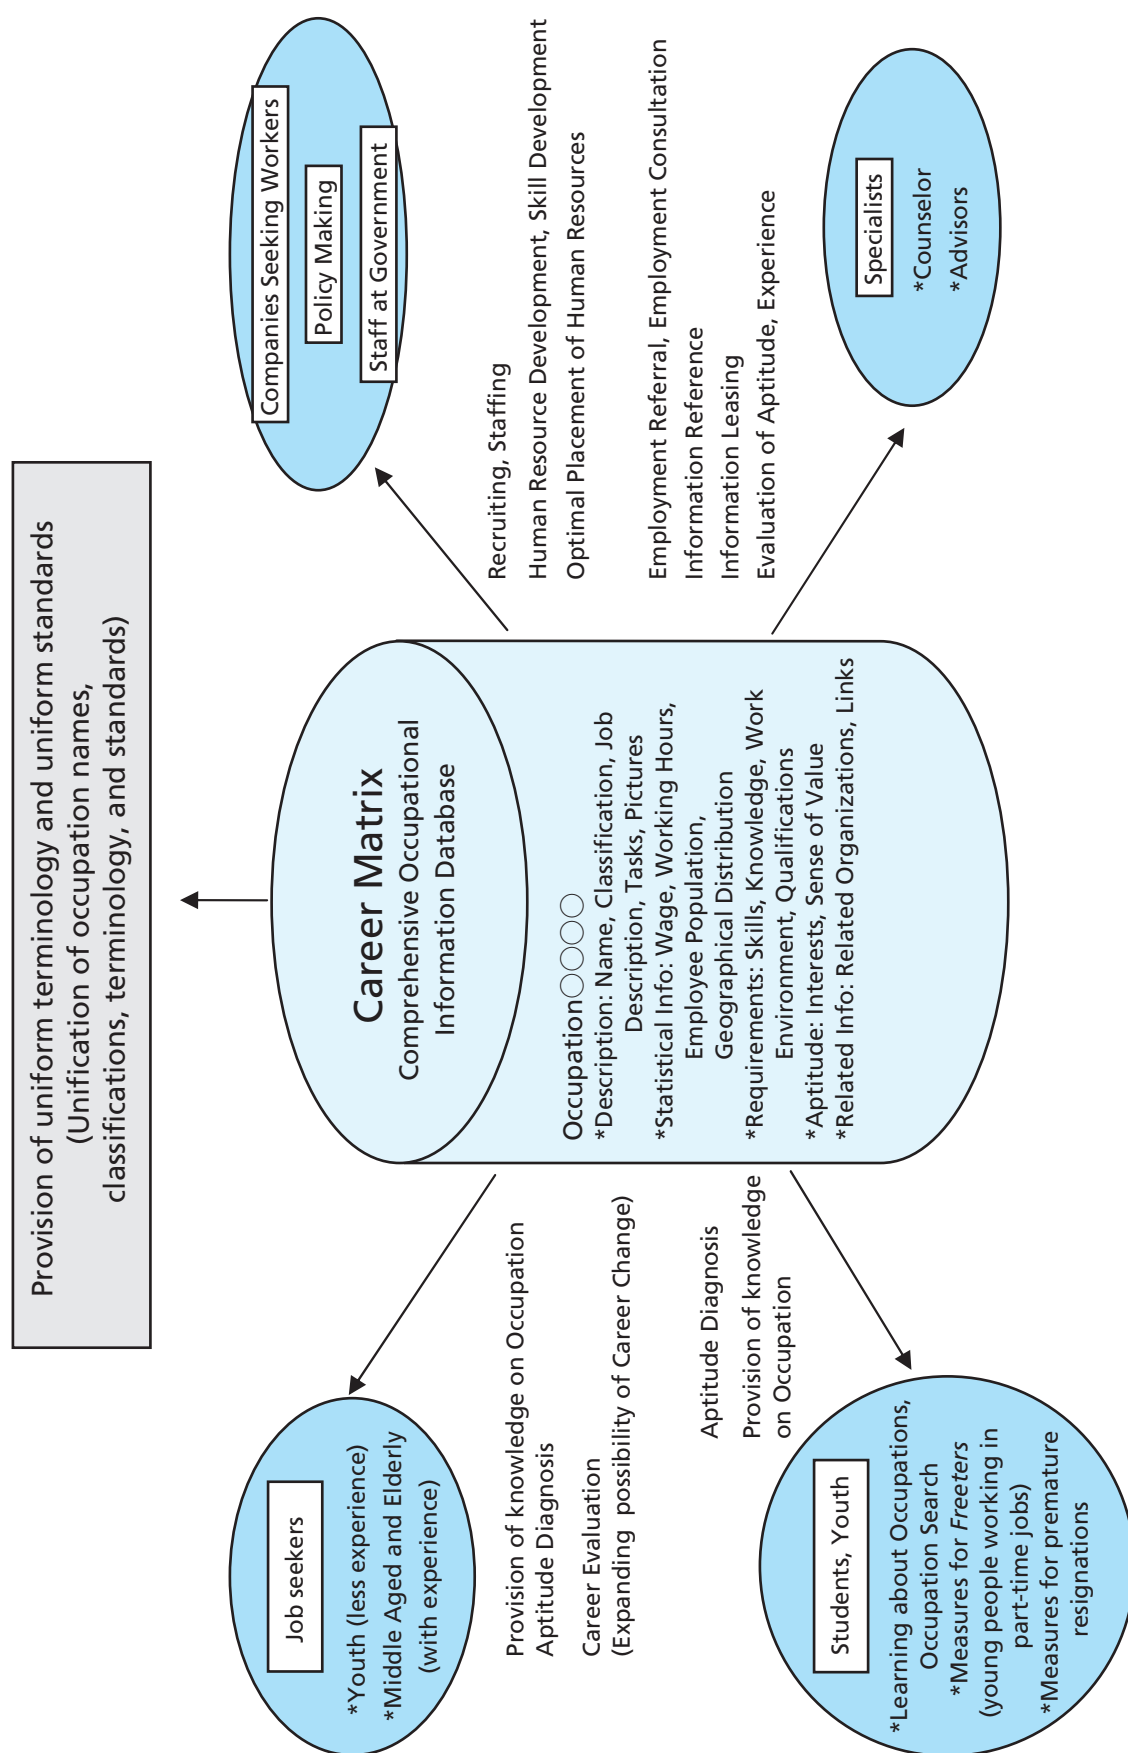 Provision of uniform terminology and uniform standards
(Unification of occupation names,
classifications, terminology, and standards)
Job seekers
*Youth (less experience)
*Middle Aged and Elderly
(with experience)
Career Matrix
Comprehensive Occupational
Information Database
Companies Seeking Workers
Policy Making
Staff at Government
Provision of knowledge on Occupation
Aptitude Diagnosis
Career Evaluation
(Expanding possibility of Career Change)
Recruiting, Staffing
Human Resource Development, Skill Development
Optimal Placement of Human Resources
Occupation○○○○○
*Description: Name, Classification, Job
Description, Tasks, Pictures
*Statistical Info: Wage, Working Hours,
Employee Population,
Geographical Distribution
*Requirements: Skills, Knowledge, Work
Environment, Qualifications
*Aptitude: Interests, Sense of Value
*Related Info: Related Organizations, Links
Aptitude Diagnosis
Provision of knowledge
on Occupation
Employment Referral, Employment Consultation
Information Reference
Information Leasing
Evaluation of Aptitude, Experience
Students, Youth
*Learning about Occupations,
Occupation Search
*Measures for Freeters
(young people working in
part-time jobs)
*Measures for premature
resignations
Specialists
*Counselor
*Advisors